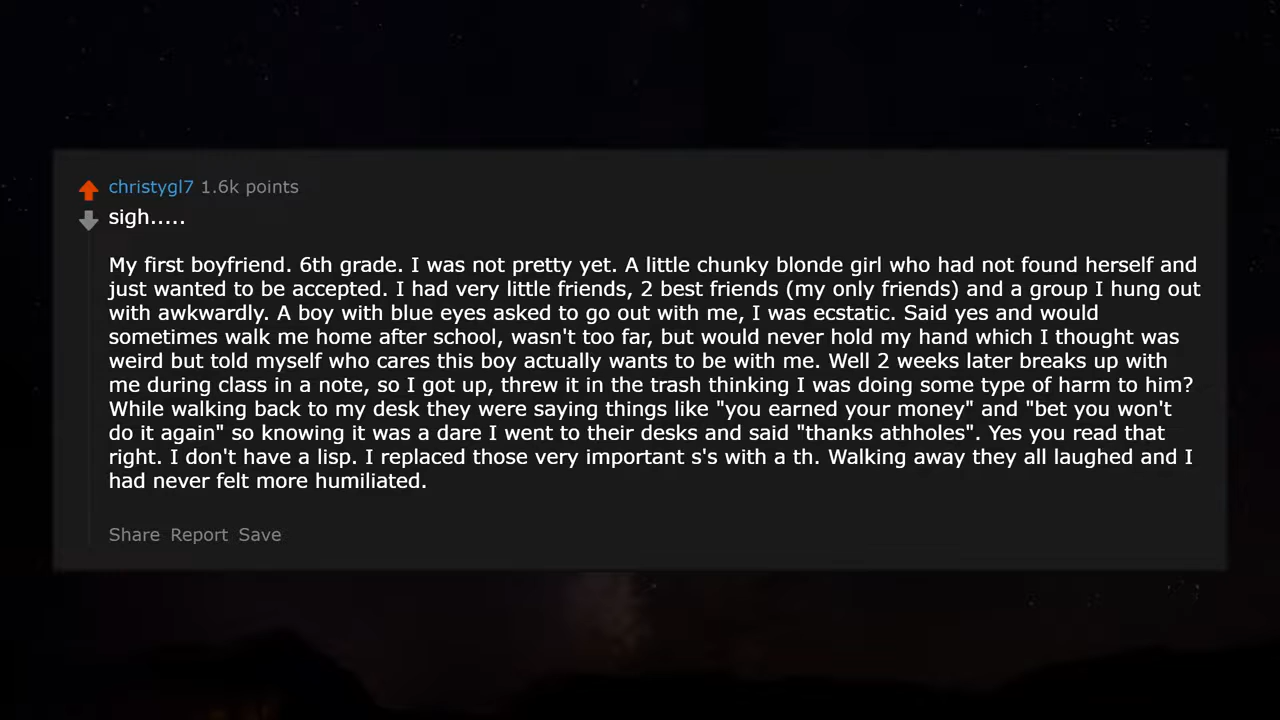 christygl7 1.6k points
sigh.....
My first boyfriend. 6th grade. I was not pretty yet. A little chunky blonde girl who had not found herself and
just wanted to be accepted. I had very little friends, 2 best friends (my only friends) and a group I hung out
with awkwardly. A boy with blue eyes asked to go out with me, I was ecstatic. Said yes and would
sometimes walk me home after school, wasn't too far, but would never hold my hand which I thought was
weird but told myself who cares this boy actually wants to be with me. Well 2 weeks later breaks up with
me during class in a note, so I got up, threw it in the trash thinking I was doing some type of harm to him?
While walking back to my desk they were saying things like "you earned your money" and "bet you won't
do it again" so knowing it was a dare I went to their desks and said "thanks athholes". Yes you read that
right. I don't have a lisp. I replaced those very important s's with a th. Walking away they all laughed and I
had never felt more humiliated.
Share Report Save